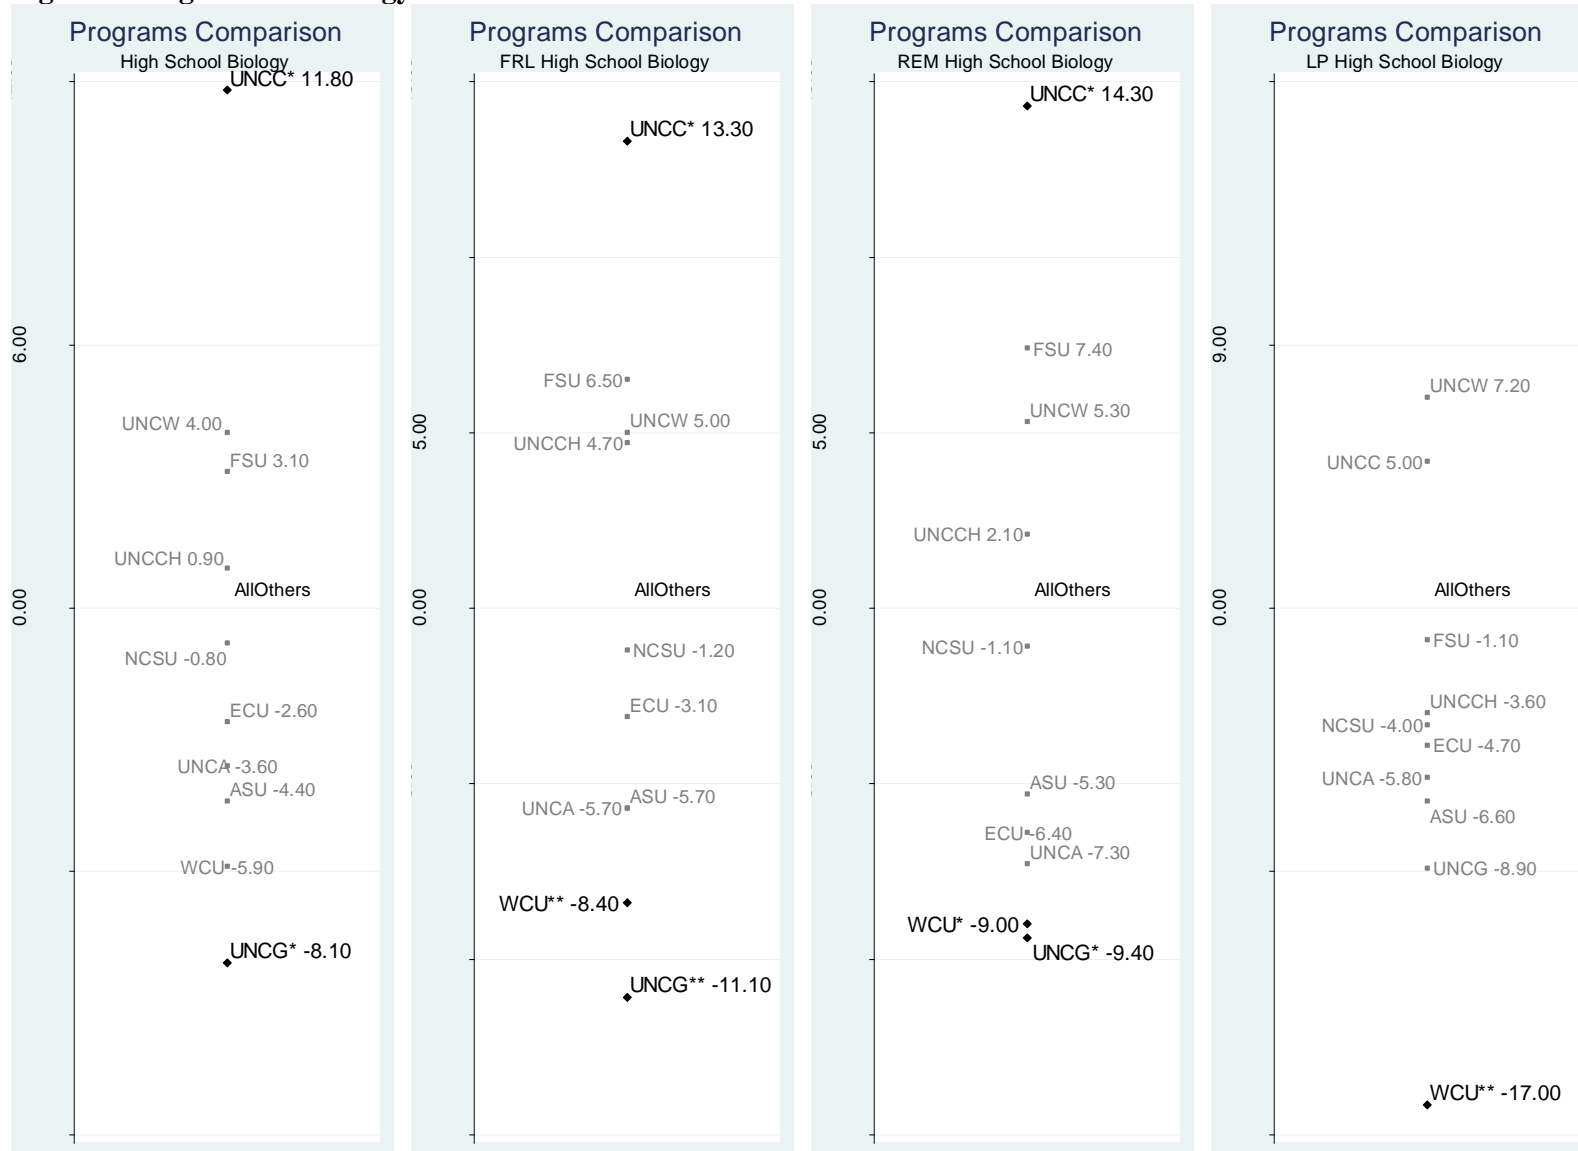 Programs Comparison
High School Biology
UNCC* 11.80
6.00
UNCW 4.00
FSU 3.10
UNCCH 0.90
AllOthers
0.00
NCSU -0.80
ECU -2.60
UNCA -3.60
ASU -4.40
WCU -5.90
UNCG* -8.10
Programs Comparison
FRL High School Biology
UNCC* 13.30
FSU 6.50
UNCW 5.00
5.00
UNCCH 4.70
AllOthers
0.00
NCSU -1.20
ECU -3.10
ASU -5.70
UNCA -5.70
WCU** -8.40
UNCG** -11.10
Programs Comparison
REM High School Biology
UNCC* 14.30
FSU 7.40
UNCW 5.30
5.00
UNCCH 2.10
AllOthers
0.00
NCSU -1.10
ASU -5.30
ECU -6.40
UNCA -7.30
WCU* -9.00
UNCG* -9.40
Programs Comparison
LP High School Biology
9.00
UNCW 7.20
UNCC 5.00
AllOthers
0.00
FSU -1.10
UNCCH -3.60
NCSU -4.00
ECU -4.70
UNCA -5.80
ASU -6.60
UNCG -8.90
WCU** -17.00